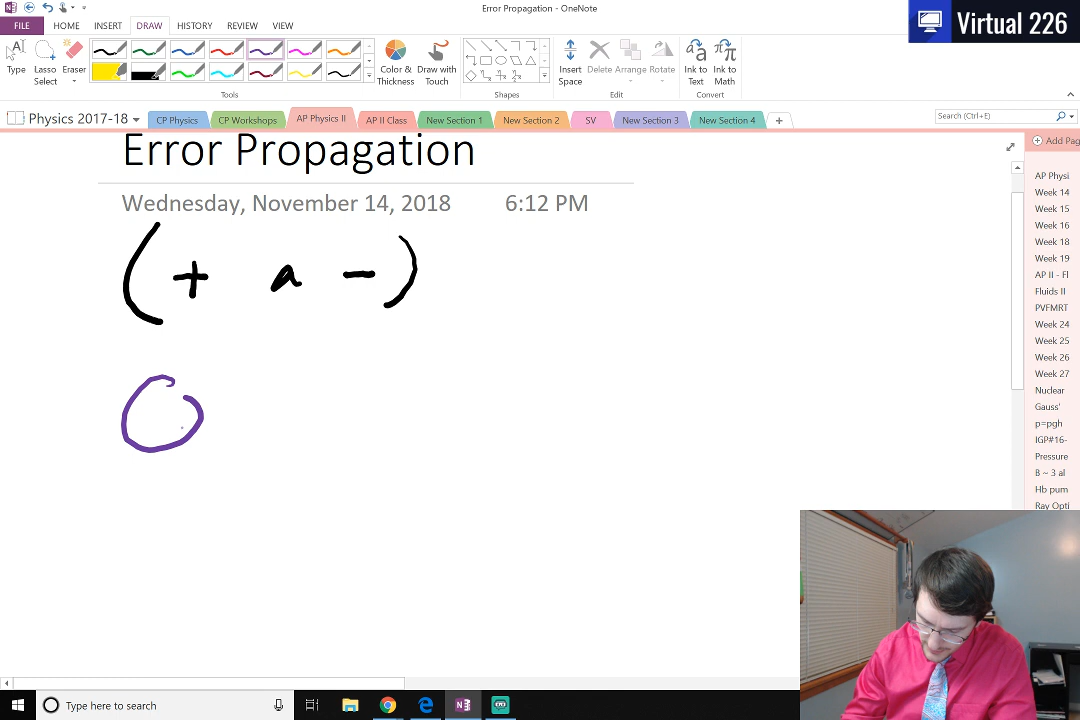 Error Propagation - OneNote
Virtual 226
FILE HOME INSERT DRAW HISTORY REVIEW VIEW
Type
Lasso Select
Eraser
Color & Thickness
Draw with Touch
Insert Space
Delete
Arrange
Rotate
Ink to Text
Ink to Math
Tools
Shapes
Edit
Convert
Physics 2017-18
CP Physics
CP Workshops
AP Physics II
AP II Class
New Section 1
New Section 2
SV
New Section 3
New Section 4
Search (Ctrl+E)
Error Propagation
Wednesday, November 14, 2018 6:12 PM
( + a - )
Add Pag
AP Physi
Week 14
Week 15
Week 16
Week 18
Week 19
AP II - Fl
Fluids II
PVFMRT
Week 24
Week 25
Week 26
Week 27
Nuclear
Gauss'
p=pgh
IGP#16-
Pressure
B ~ 3 al
Hb pum
Ray Opti
Type here to search